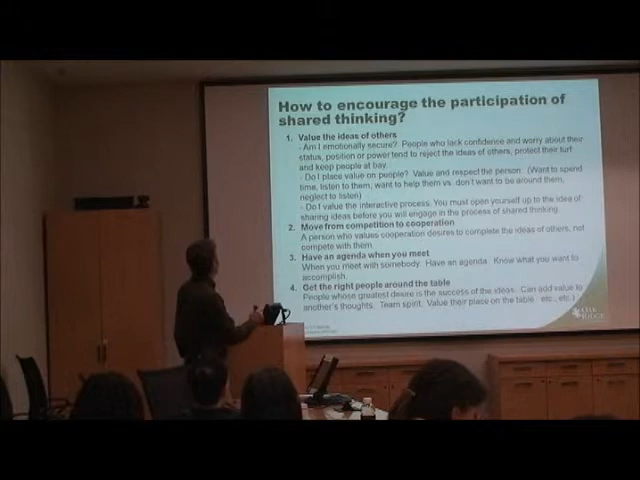 How to encourage the participation of
shared thinking?
1. Value the ideas of others
- Am I emotionally secure? People who lack confidence and worry about their
status, position or power tend to reject the ideas of others, protect their turf
and keep people at bay.
- Do I place value on people? Value and respect the person. (Want to spend
time, listen to them, want to help them vs. don't want to be around them,
neglect to listen)
- Do I value the interactive process. You must open yourself up to the idea of
sharing ideas before you will engage in the process of shared thinking.
2. Move from competition to cooperation
A person who values cooperation desires to complete the ideas of others, not
compete with them.
3. Have an agenda when you meet
When you meet with somebody. Have an agenda. Know what you want to
accomplish.
4. Get the right people around the table
People whose greatest desire is the success of the ideas. Can add value to
another's thoughts. Team spirit. Value their place on the table. etc., etc.)
OAK
RIDGE